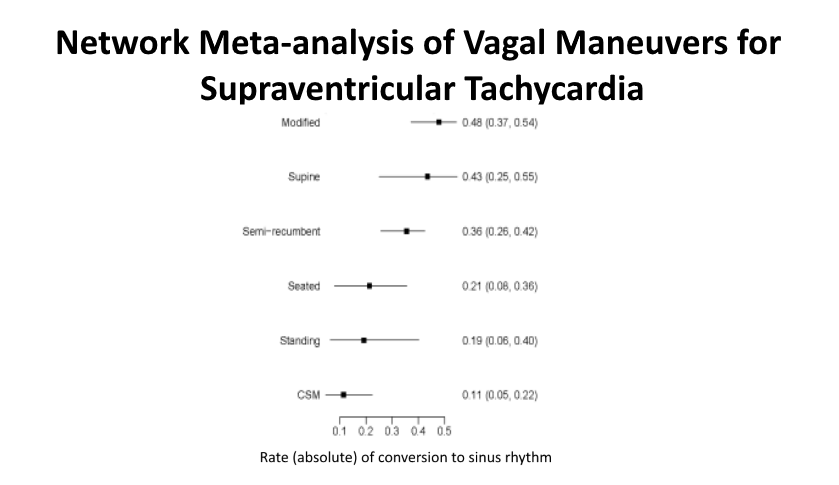 Network Meta-analysis of Vagal Maneuvers for
Supraventricular Tachycardia
Modified 0.48 (0.37, 0.54)
Supine 0.43 (0.25, 0.55)
Semi-recumbent 0.36 (0.26, 0.42)
Seated 0.21 (0.08, 0.36)
Standing 0.19 (0.06, 0.40)
CSM 0.11 (0.05, 0.22)
0.1 0.2 0.3 0.4 0.5
Rate (absolute) of conversion to sinus rhythm